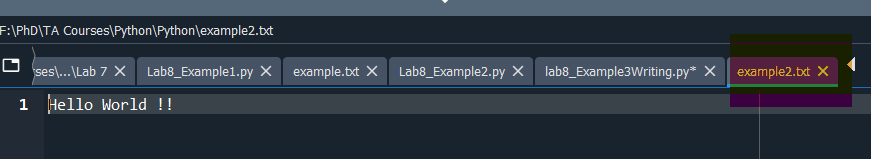 F:\PhD\TA Courses\Python\Python\example2.txt
rses\...\Lab 7 Lab8_Example1.py example.txt Lab8_Example2.py lab8_Example3Writing.py* example2.txt
1 Hello World !!